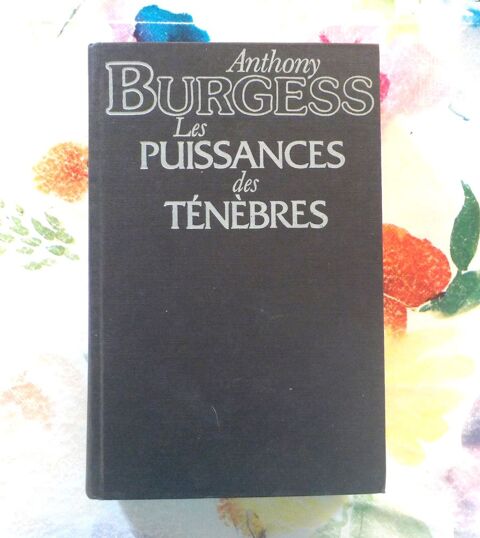 Anthony
BURGESS
Les
PUISSANCES
des
TÉNÈBRES